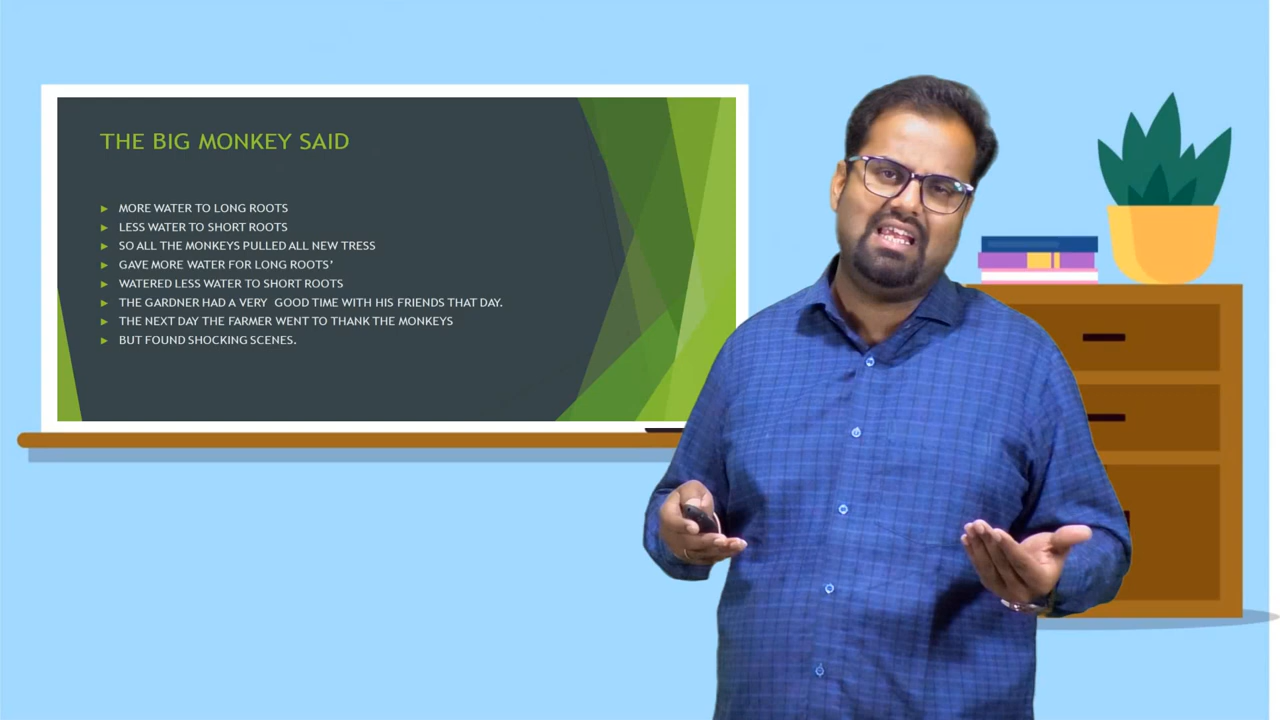 THE BIG MONKEY SAID
MORE WATER TO LONG ROOTS
LESS WATER TO SHORT ROOTS
SO ALL THE MONKEYS PULLED ALL NEW TRESS
GAVE MORE WATER FOR LONG ROOTS'
WATERED LESS WATER TO SHORT ROOTS
THE GARDNER HAD A VERY  GOOD TIME WITH HIS FRIENDS THAT DAY.
THE NEXT DAY THE FARMER WENT TO THANK THE MONKEYS
BUT FOUND SHOCKING SCENES.